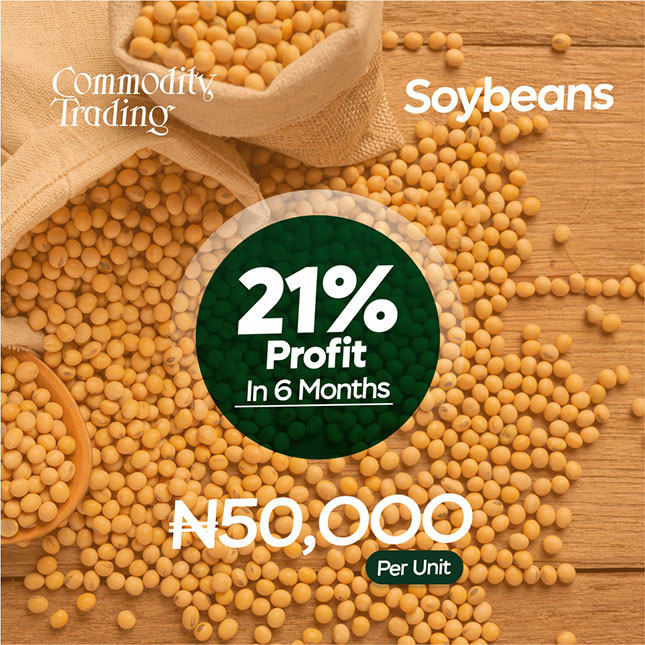 Commodity
Trading
Soybeans
21%
Profit
In 6 Months
₦50,000
Per Unit